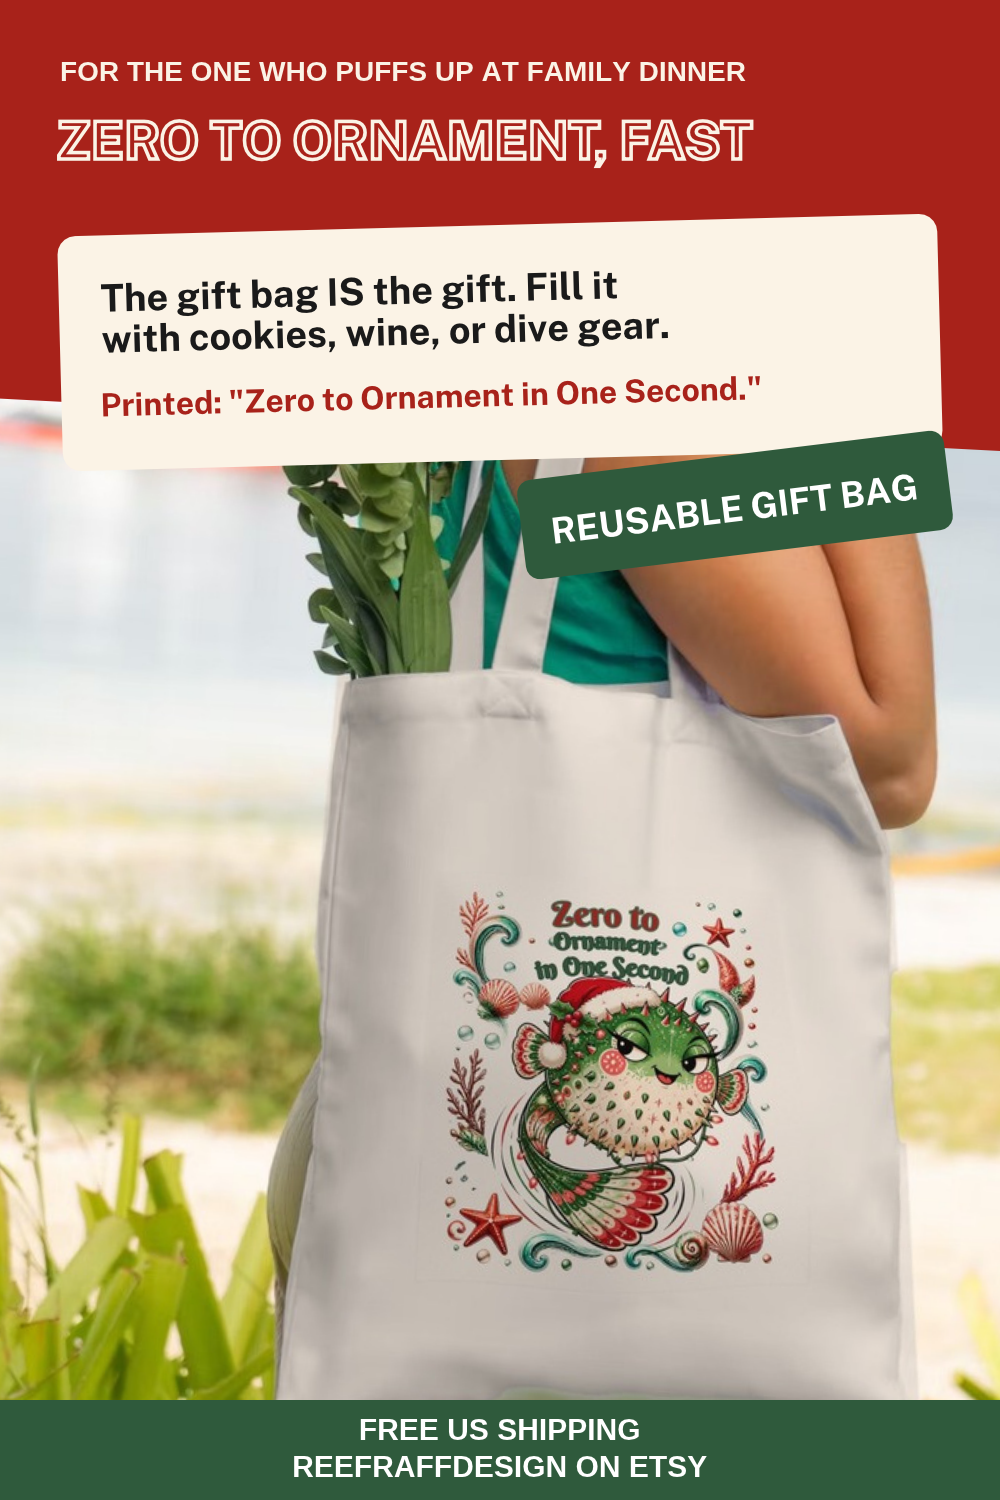 FOR THE ONE WHO PUFFS UP AT FAMILY DINNER
ZERO TO ORNAMENT, FAST
The gift bag IS the gift. Fill it
with cookies, wine, or dive gear.
Printed: "Zero to Ornament in One Second."
REUSABLE GIFT BAG
Zero to
Ornament
in One Second
FREE US SHIPPING
REEFRAFFDESIGN ON ETSY